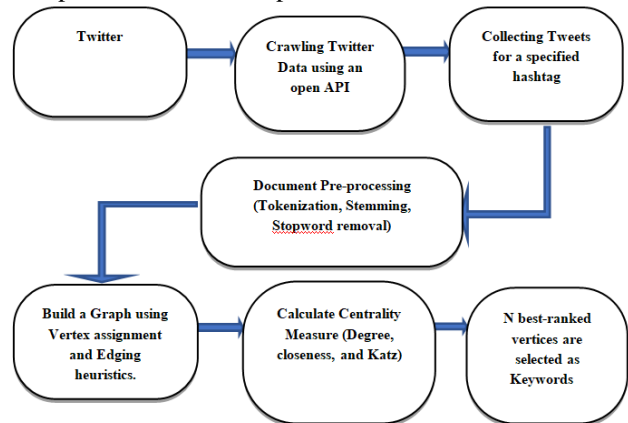 Twitter
Crawling Twitter
Data using an
open API
Collecting Tweets
for a specified
hashtag
Document Pre-processing
(Tokenization, Stemming,
Stopword removal)
Build a Graph using
Vertex assignment
and Edging
heuristics.
Calculate Centrality
Measure (Degree,
closeness, and Katz)
N best-ranked
vertices are
selected as
Keywords